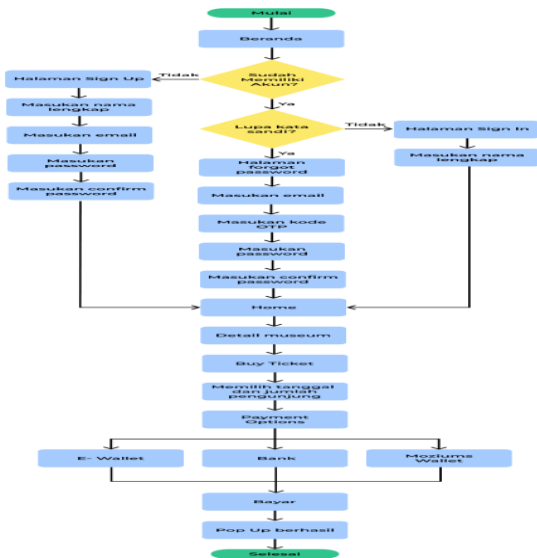 Mulai
Beranda
Sudah
Memiliki
Akun?
Tidak
Halaman Sign Up
Masukan nama
lengkap
Masukan email
Masukan
password
Masukan confirm
password
Ya
Lupa kata
sandi?
Tidak
Halaman Sign In
Masukan nama
lengkap
Ya
Halaman
forgot
password
Masukan email
Masukan kode
OTP
Masukan
password
Masukan confirm
password
Home
Detail museum
Buy Ticket
Memilih tanggal
dan jumlah
pengunjung
Payment
Options
E- Wallet
Bank
Moziums
Wallet
Bayar
Pop Up berhasil
Selesai